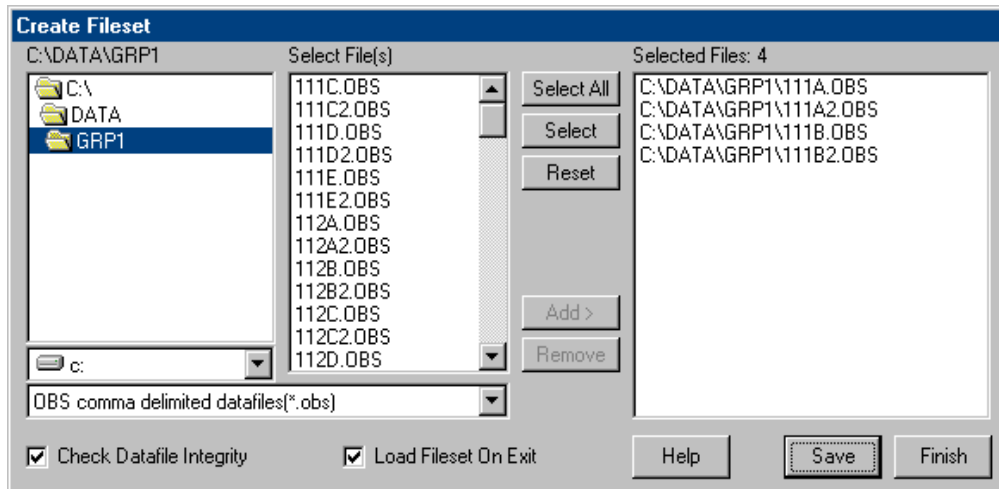 Create Fileset
C:\DATA\GRP1
Select File(s)
Selected Files: 4
C:\
DATA
GRP1
111C.OBS
111C2.OBS
111D.OBS
111D2.OBS
111E.OBS
111E2.OBS
112A.OBS
112A2.OBS
112B.OBS
112B2.OBS
112C.OBS
112C2.OBS
112D.OBS
Select All
Select
Reset
Add >
Remove
C:\DATA\GRP1\111A.OBS
C:\DATA\GRP1\111A2.OBS
C:\DATA\GRP1\111B.OBS
C:\DATA\GRP1\111B2.OBS
c:
OBS comma delimited datafiles(*.obs)
Check Datafile Integrity
Load Fileset On Exit
Help
Save
Finish